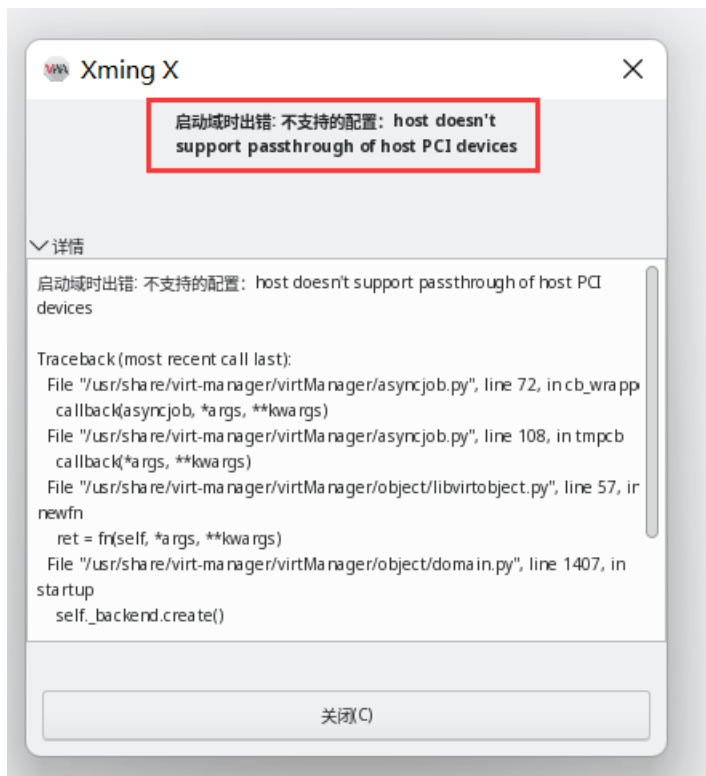 Xming X
启动域时出错: 不支持的配置：host doesn't
support passthrough of host PCI devices
详情
启动域时出错: 不支持的配置：host doesn't support passthrough of host PCI
devices
Traceback (most recent call last):
File "/usr/share/virt-manager/virtManager/asyncjob.py", line 72, in cb_wrapp
callback(asyncjob, *args, **kwargs)
File "/usr/share/virt-manager/virtManager/asyncjob.py", line 108, in tmpcb
callback(*args, **kwargs)
File "/usr/share/virt-manager/virtManager/object/libvirtobject.py", line 57, in
newfn
ret = fn(self, *args, **kwargs)
File "/usr/share/virt-manager/virtManager/object/domain.py", line 1407, in
startup
self._backend.create()
关闭(C)